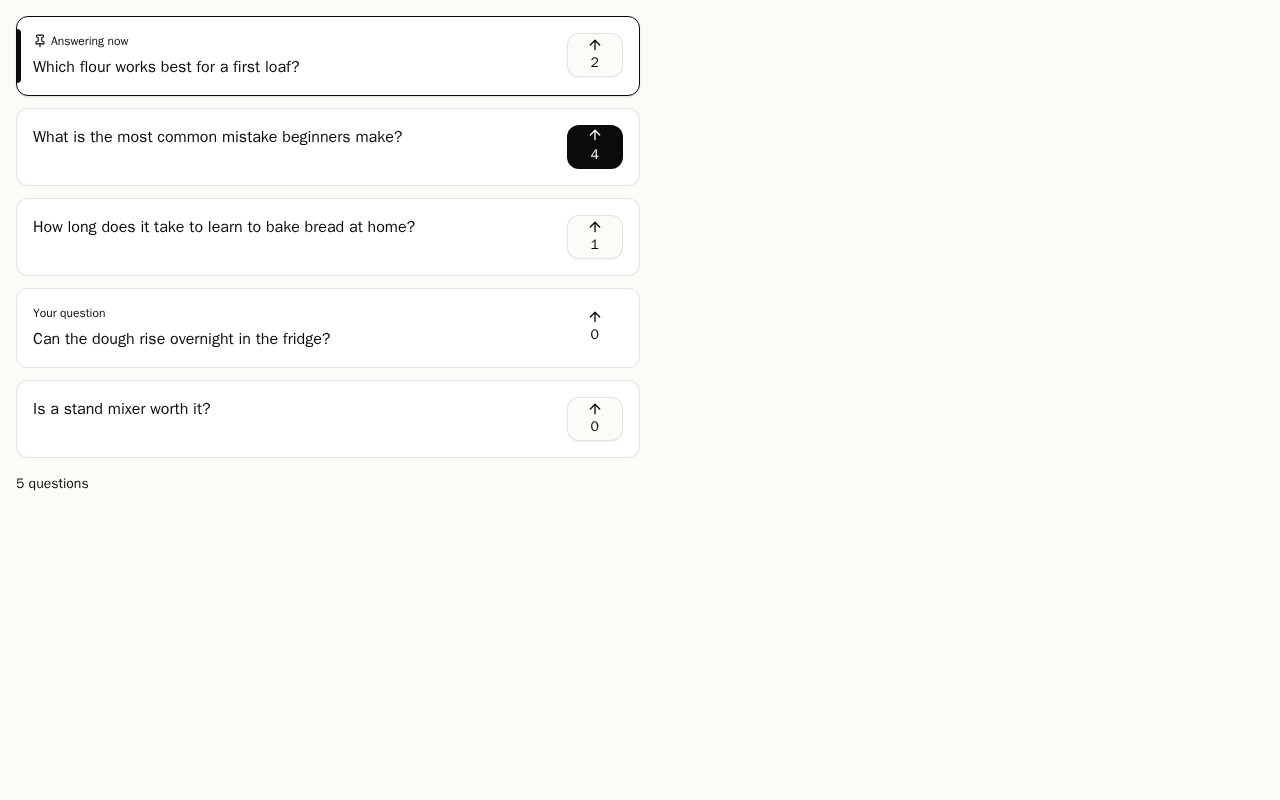 Answering now
Which flour works best for a first loaf?
2
What is the most common mistake beginners make?
4
How long does it take to learn to bake bread at home?
1
Your question
Can the dough rise overnight in the fridge?
0
Is a stand mixer worth it?
0
5 questions